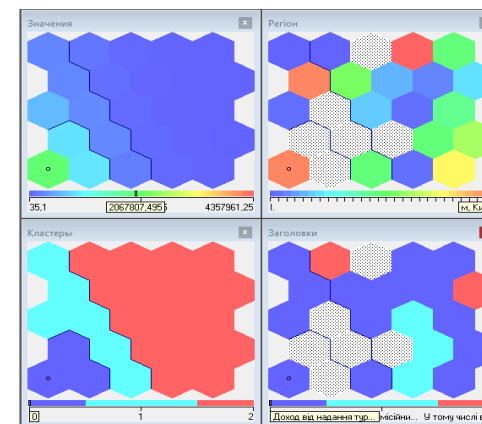 Значения
Регіон
35,1
2067807,495
4357961,25
І.
м. Ки
Кластеры
Заголовки
0
1
2
Доход від надання тур...
місійни...
У тому числі в